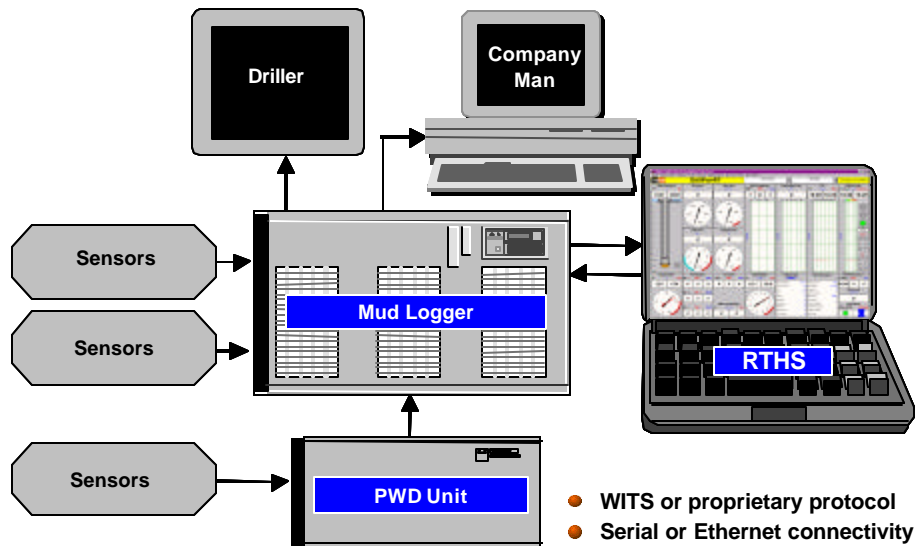 Driller
Company
Man
Sensors
Mud Logger
Sensors
RTHS
Sensors
PWD Unit
WITS or proprietary protocol
Serial or Ethernet connectivity